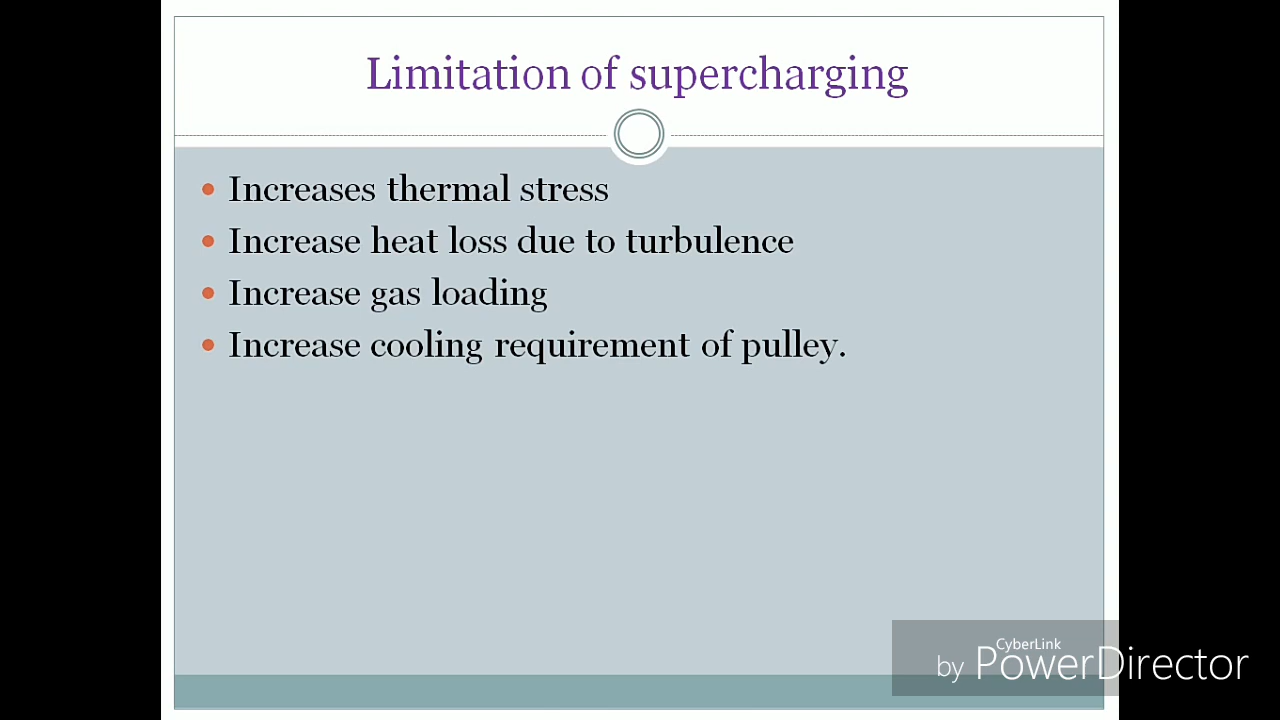 Limitation of supercharging
Increases thermal stress
Increase heat loss due to turbulence
Increase gas loading
Increase cooling requirement of pulley.
CyberLink
by PowerDirector